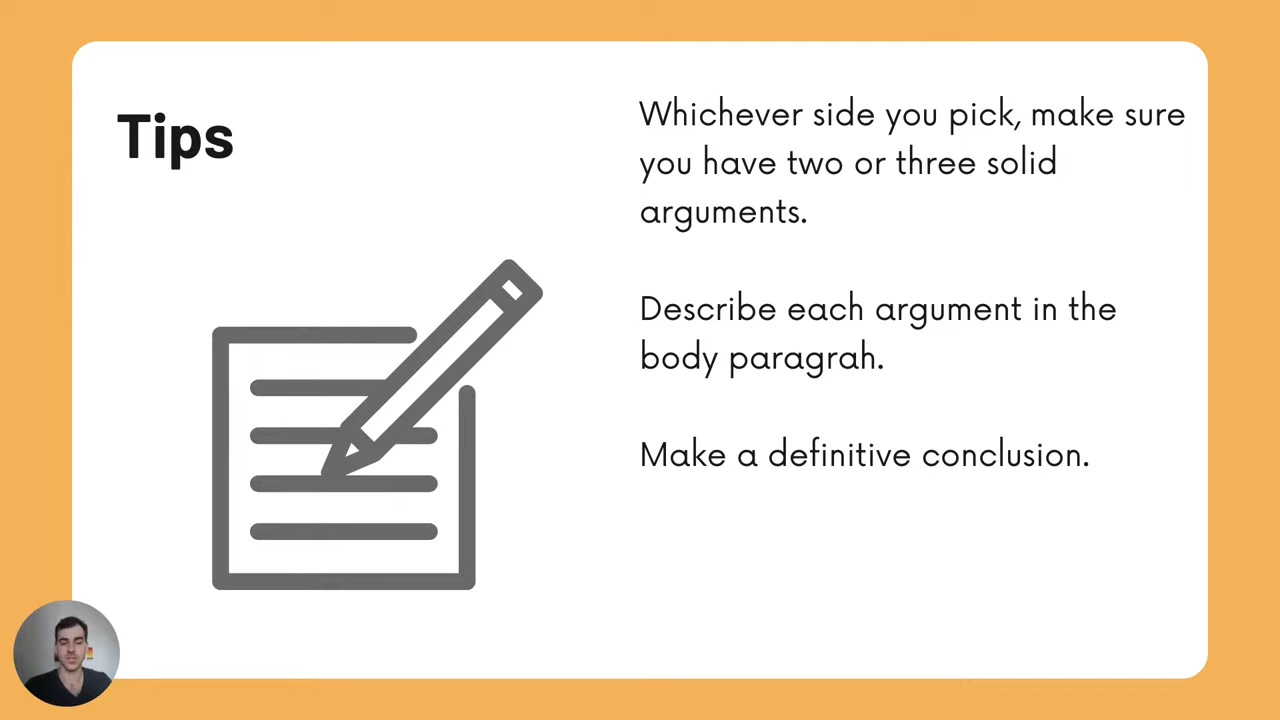 Tips
Whichever side you pick, make sure
you have two or three solid
arguments.
Describe each argument in the
body paragrah.
Make a definitive conclusion.